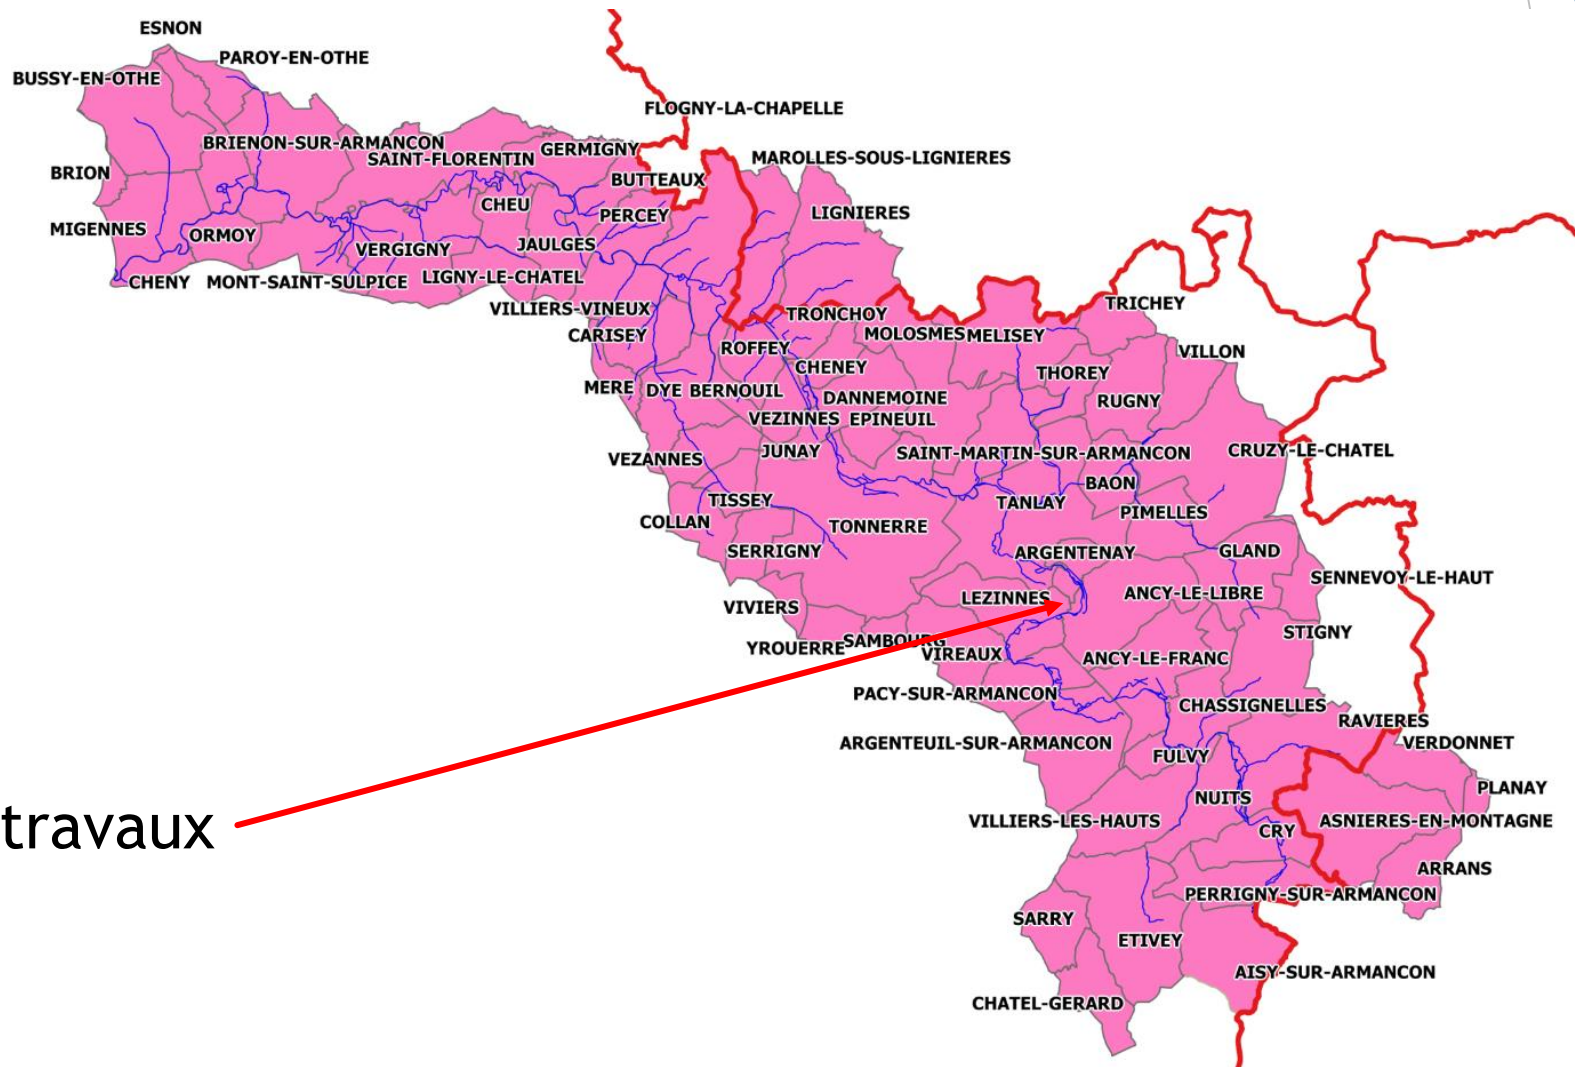 ESNON
PAROY-EN-OTHE
BUSSY-EN-OTHE
FLOGNY-LA-CHAPELLE
BRIENON-SUR-ARMANCON
GERMIGNY
SAINT-FLORENTIN
MAROLLES-SOUS-LIGNIERES
BRION
BUTTEAUX
CHEU
PERCEY
LIGNIERES
MIGENNES
ORMOY
VERGIGNY
JAULGES
CHENY
MONT-SAINT-SULPICE
LIGNY-LE-CHATEL
VILLIERS-VINEUX
TRONCHOY
TRICHEY
CARISEY
ROFFEY
MOLOSMES
MELISEY
VILLON
CHENEY
THOREY
MERE
DYE
BERNOUIL
DANNEMOINE
RUGNY
VEZINNES
EPINEUIL
VEZANNES
JUNAY
SAINT-MARTIN-SUR-ARMANCON
CRUZY-LE-CHATEL
BAON
TISSEY
TANLAY
PIMELLES
COLLAN
TONNERRE
SERRIGNY
ARGENTENAY
GLAND
SENNEVOY-LE-HAUT
VIVIERS
LEZINNES
ANCY-LE-LIBRE
STIGNY
YROUERRE
SAMBOURG
VIREAUX
ANCY-LE-FRANC
PACY-SUR-ARMANCON
CHASSIGNELLES
RAVIERES
ARGENTEUIL-SUR-ARMANCON
VERDONNET
FULVY
PLANAY
NUITS
travaux
VILLIERS-LES-HAUTS
CRY
ASNIERES-EN-MONTAGNE
ARRANS
PERRIGNY-SUR-ARMANCON
SARRY
ETIVEY
AISY-SUR-ARMANCON
CHATEL-GERARD